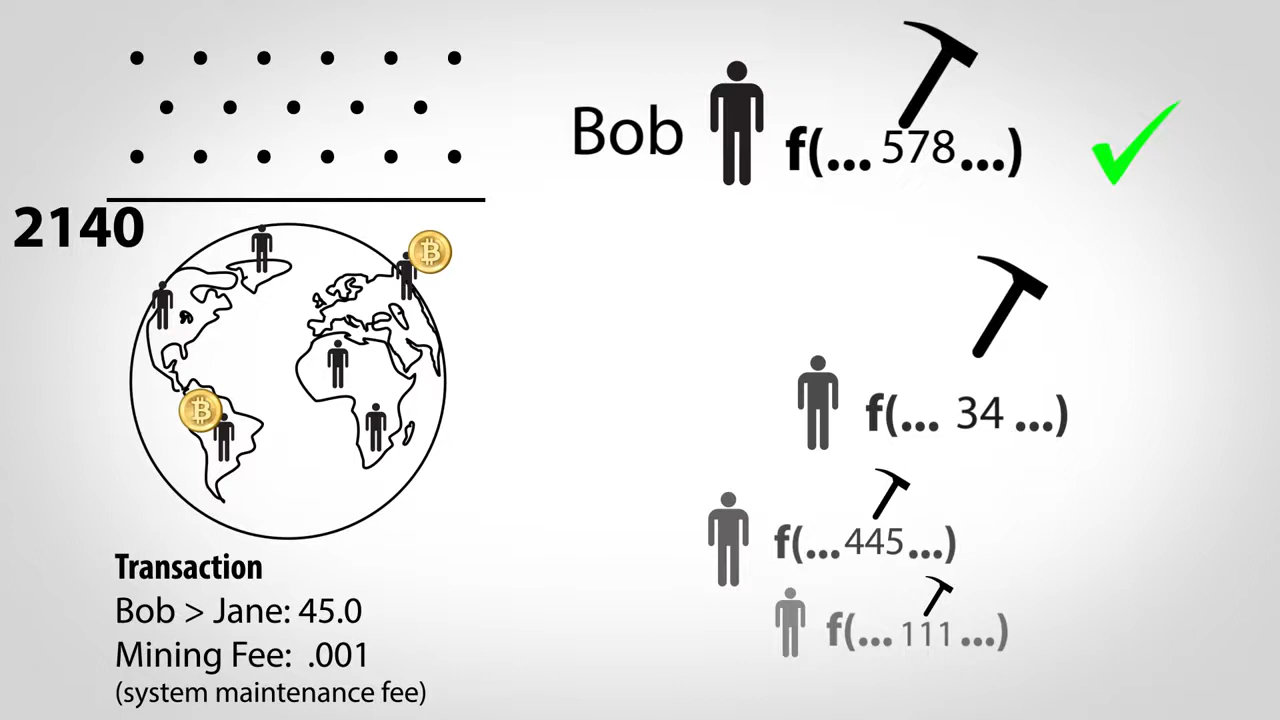 2140
Bob f(... 578 ...)
f(... 34 ...)
f(... 445 ...)
f(... 111 ...)
Transaction
Bob > Jane: 45.0
Mining Fee: .001
(system maintenance fee)